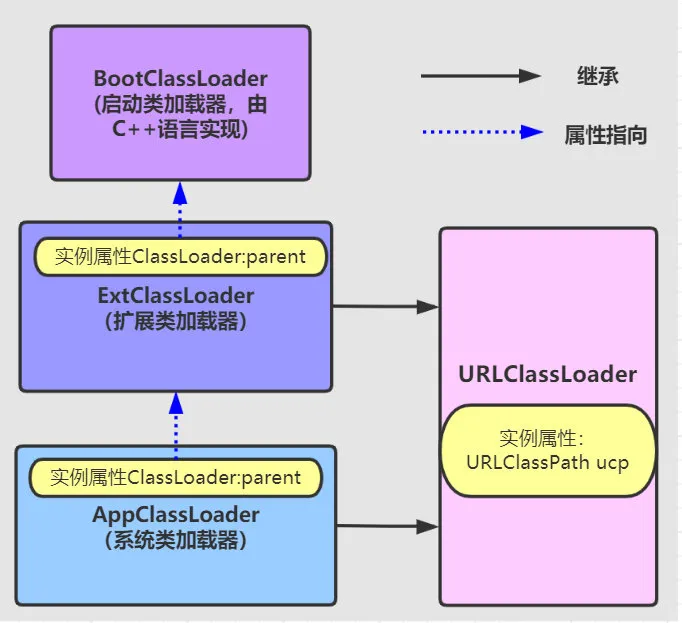 BootClassLoader
(启动类加载器，由
C++语言实现)
继承
属性指向
实例属性ClassLoader:parent
ExtClassLoader
（扩展类加载器）
URLClassLoader
实例属性：
URLClassPath ucp
实例属性ClassLoader:parent
AppClassLoader
（系统类加载器）